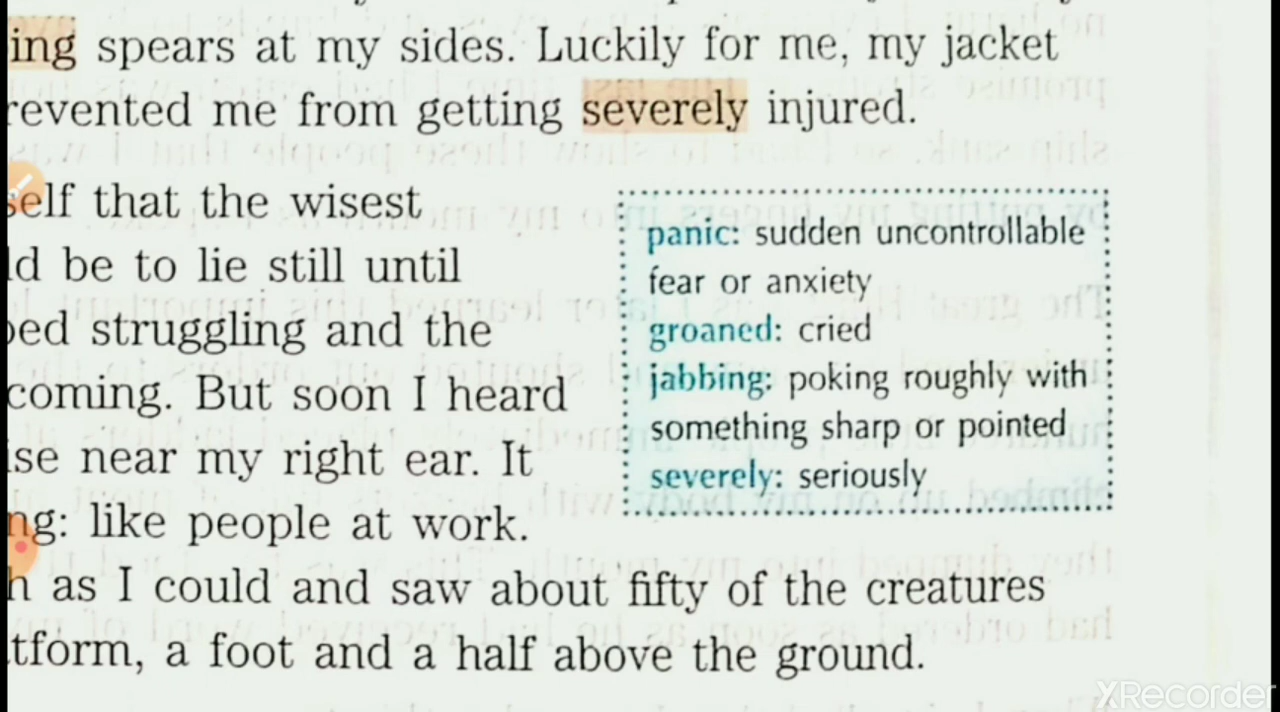 ing spears at my sides. Luckily for me, my jacket
revented me from getting severely injured.
self that the wisest
ld be to lie still until
ped struggling and the
coming. But soon I heard
ise near my right ear. It
ng: like people at work.
h as I could and saw about fifty of the creatures
tform, a foot and a half above the ground.
panic: sudden uncontrollable
fear or anxiety
groaned: cried
jabbing: poking roughly with
something sharp or pointed
severely: seriously
XRecorder